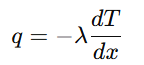 q = −λ dT/dx